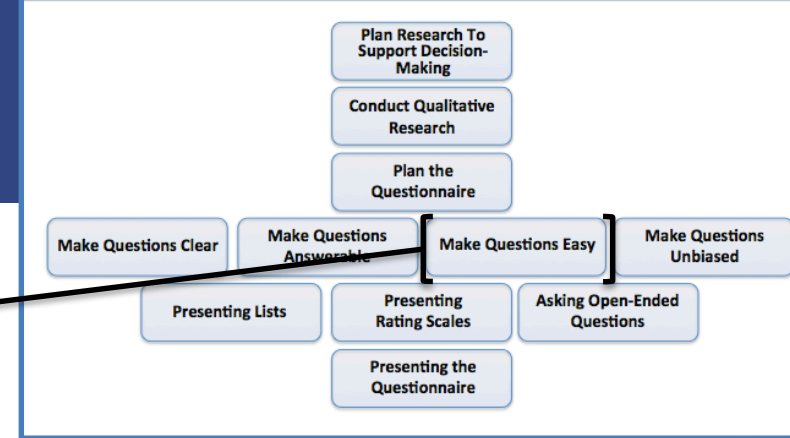 Plan Research To
Support Decision-
Making
Conduct Qualitative
Research
Plan the
Questionnaire
Make Questions Clear
Make Questions
Answerable
Make Questions Easy
Make Questions
Unbiased
Presenting Lists
Presenting
Rating Scales
Asking Open-Ended
Questions
Presenting the
Questionnaire